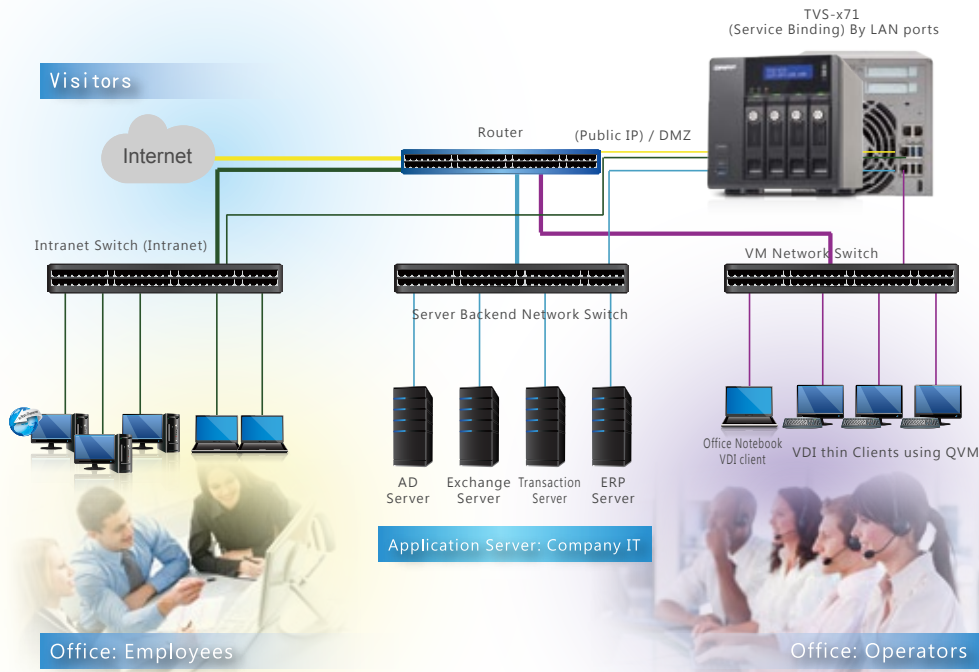 TVS-x71
(Service Binding) By LAN ports
Visitors
Router
(Public IP) / DMZ
Internet
Intranet Switch (Intranet)
VM Network Switch
Server Backend Network Switch
Office Notebook
VDI client
VDI thin Clients using QVM
AD
Server
Exchange
Server
Transaction
Server
ERP
Server
Application Server: Company IT
Office: Employees
Office: Operators